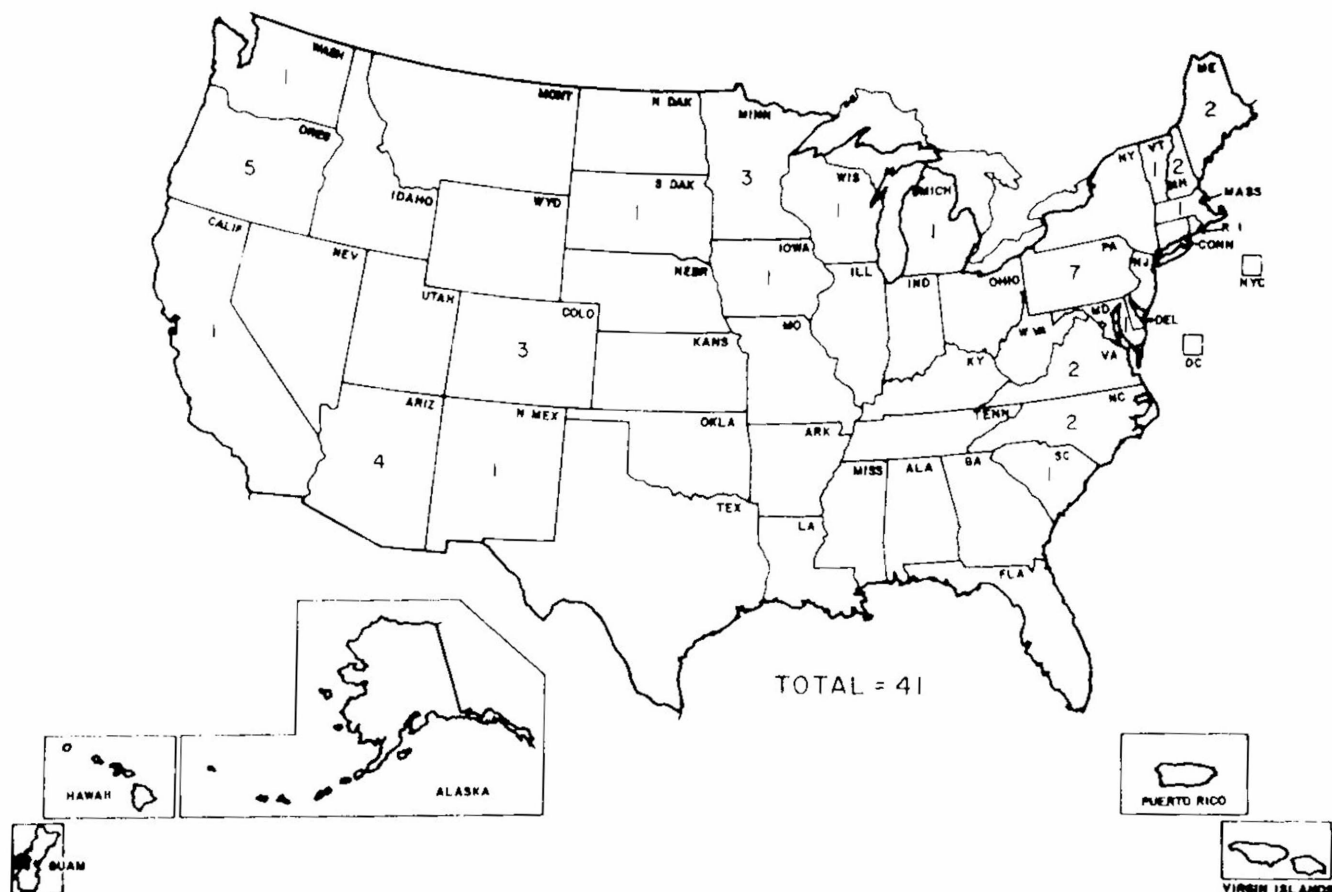 WASH
1
MONT
N DAK
MINN
3
ME
2
OREG
5
IDAHO
WYO
S DAK
1
WIS
1
MICH
1
NY
VT
1
2
NH
1
MASS
R I
CONN
NYC
CALIF
1
NEV
UTAH
COLO
3
NEBR
IOWA
1
ILL
IND
OHIO
PA
7
NJ
MD
1
DEL
DC
KANS
MO
KY
W VA
VA
2
ARIZ
4
N MEX
1
OKLA
ARK
TENN
NC
2
SC
1
TEX
LA
MISS
ALA
GA
FLA
TOTAL = 41
HAWAII
ALASKA
GUAM
PUERTO RICO
VIRGIN ISLANDS